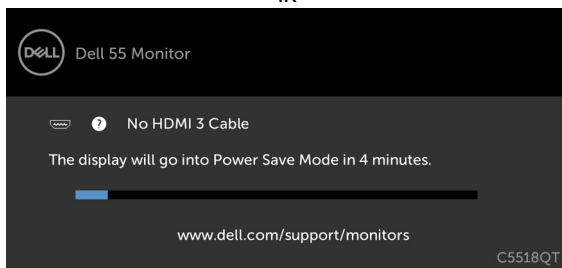 DELL Dell 55 Monitor
? No HDMI 3 Cable
The display will go into Power Save Mode in 4 minutes.
www.dell.com/support/monitors
C5518QT